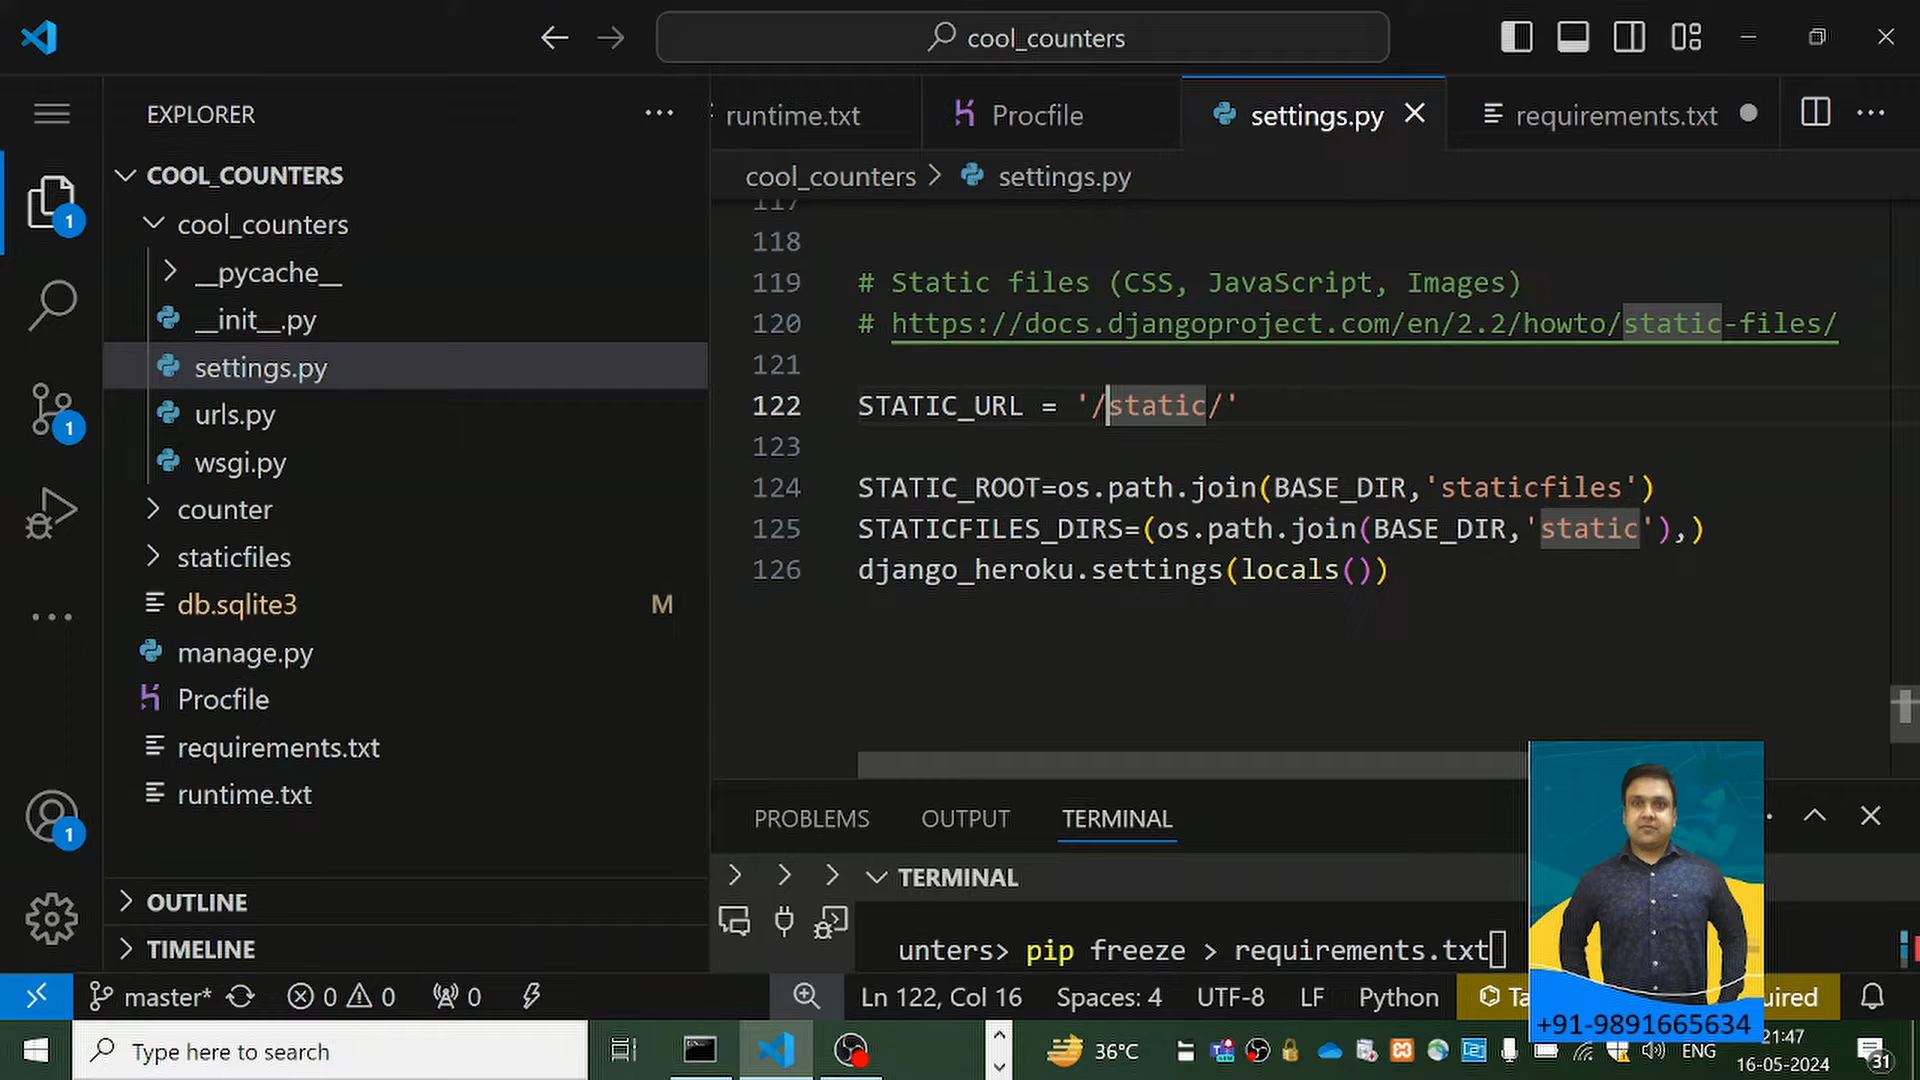 cool_counters
EXPLORER
runtime.txt
Procfile
settings.py
requirements.txt
COOL_COUNTERS
cool_counters > settings.py
cool_counters
__pycache__
__init__.py
settings.py
urls.py
wsgi.py
counter
staticfiles
db.sqlite3 M
manage.py
Procfile
requirements.txt
runtime.txt
OUTLINE
TIMELINE
1
1
1
117
118
119 # Static files (CSS, JavaScript, Images)
120 # https://docs.djangoproject.com/en/2.2/howto/static-files/
121
122 STATIC_URL = '/static/'
123
124 STATIC_ROOT=os.path.join(BASE_DIR,'staticfiles')
125 STATICFILES_DIRS=(os.path.join(BASE_DIR,'static'),)
126 django_heroku.settings(locals())
PROBLEMS OUTPUT TERMINAL
TERMINAL
unters> pip freeze > requirements.txt
+91-9891665634
master* 0 0 0 Ln 122, Col 16 Spaces: 4 UTF-8 LF Python
Type here to search
36°C
ENG
21:47
16-05-2024
31